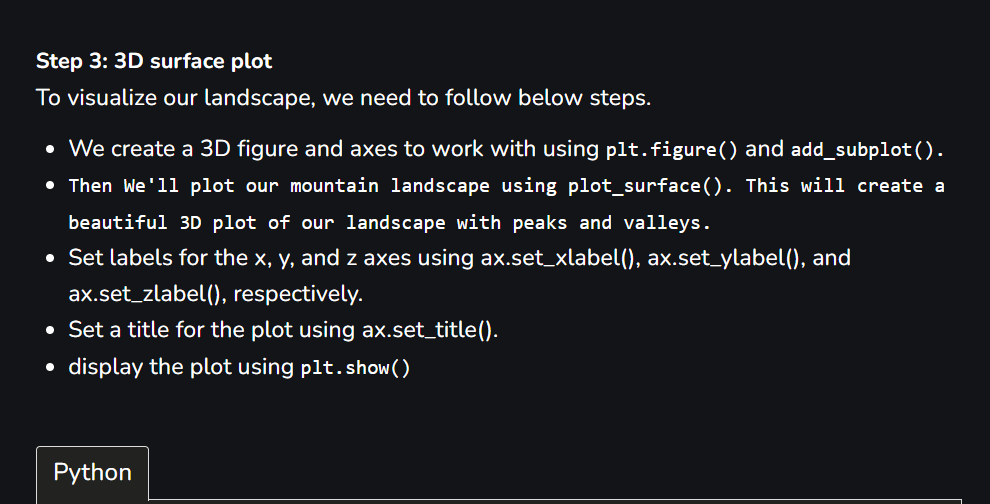 Step 3: 3D surface plot
To visualize our landscape, we need to follow below steps.
• We create a 3D figure and axes to work with using plt.figure() and add_subplot().
• Then We'll plot our mountain landscape using plot_surface(). This will create a
beautiful 3D plot of our landscape with peaks and valleys.
• Set labels for the x, y, and z axes using ax.set_xlabel(), ax.set_ylabel(), and
ax.set_zlabel(), respectively.
• Set a title for the plot using ax.set_title().
• display the plot using plt.show()
Python